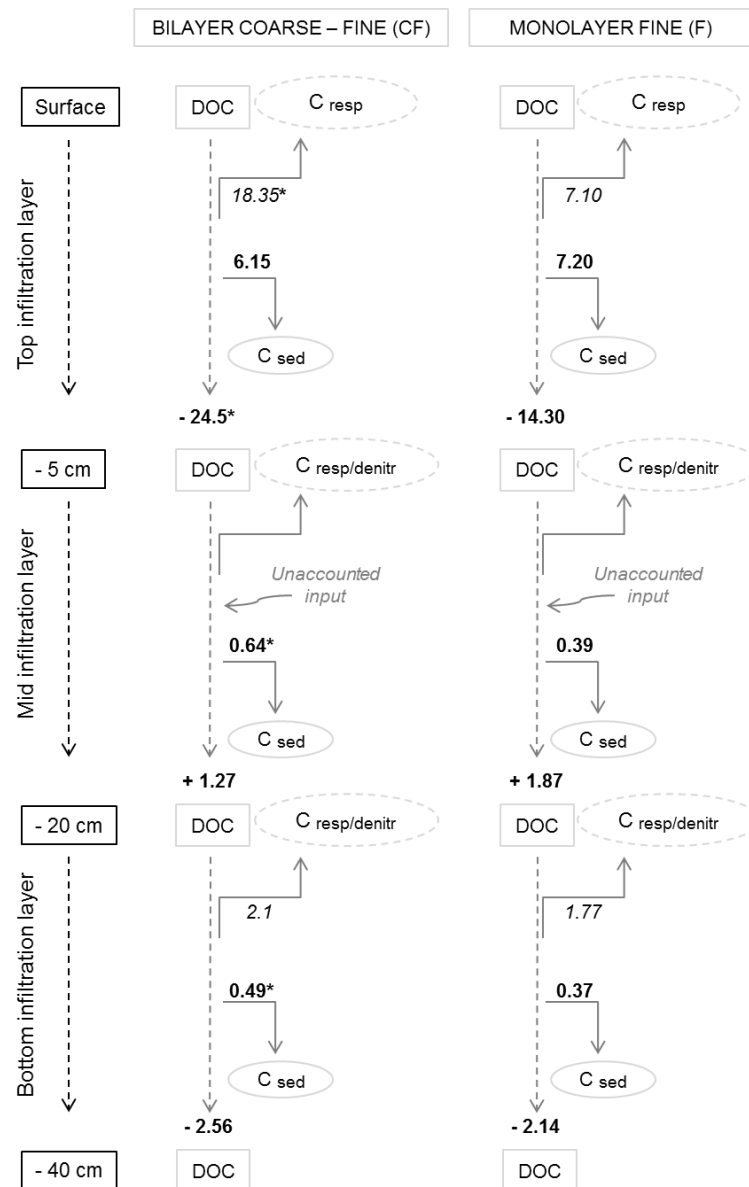 BILAYER COARSE – FINE (CF) MONOLAYER FINE (F)
Surface DOC C resp DOC C resp
Top infiltration layer
18.35* 7.10
6.15 7.20
C sed C sed
- 24.5* - 14.30
- 5 cm DOC C resp/denitr DOC C resp/denitr
Mid infiltration layer
Unaccounted Unaccounted
input input
0.64* 0.39
C sed C sed
+ 1.27 + 1.87
- 20 cm DOC C resp/denitr DOC C resp/denitr
Bottom infiltration layer
2.1 1.77
0.49* 0.37
C sed C sed
- 2.56 - 2.14
- 40 cm DOC DOC